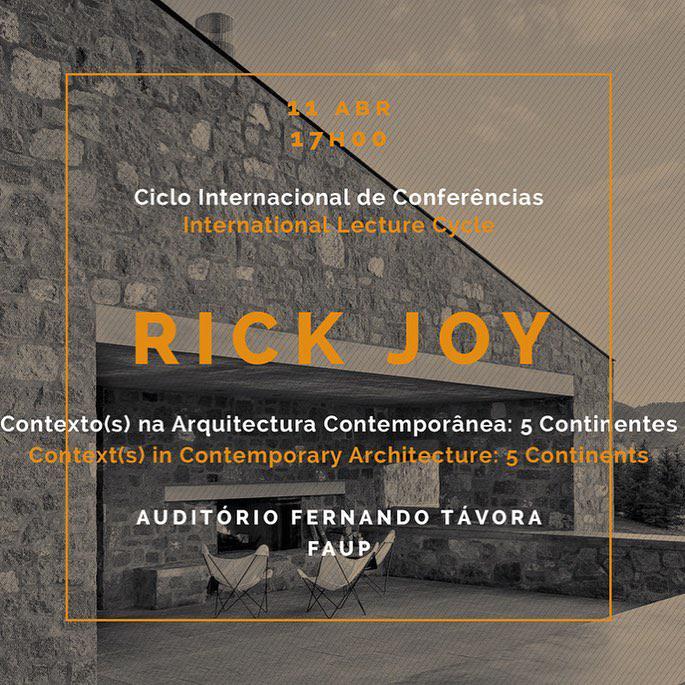 11 ABR
17H00
Ciclo Internacional de Conferências
International Lecture Cycle
RICK JOY
Contexto(s) na Arquitectura Contemporânea: 5 Continentes
Context(s) in Contemporary Architecture: 5 Continents
AUDITÓRIO FERNANDO TÁVORA
FAUP